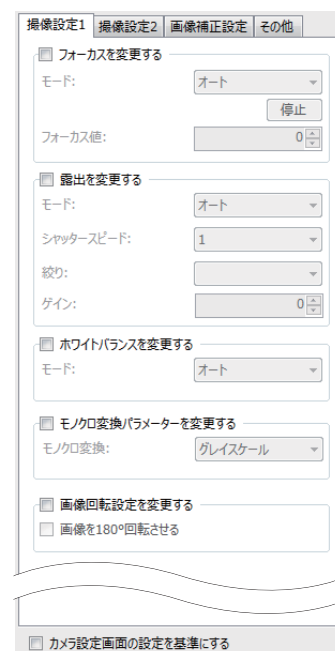 撮像設定1 撮像設定2 画像補正設定 その他
フォーカスを変更する
モード: オート
停止
フォーカス値: 0
露出を変更する
モード: オート
シャッタースピード: 1
絞り:
ゲイン: 0
ホワイトバランスを変更する
モード: オート
モノクロ変換パラメーターを変更する
モノクロ変換: グレイスケール
画像回転設定を変更する
画像を180°回転させる
カメラ設定画面の設定を基準にする